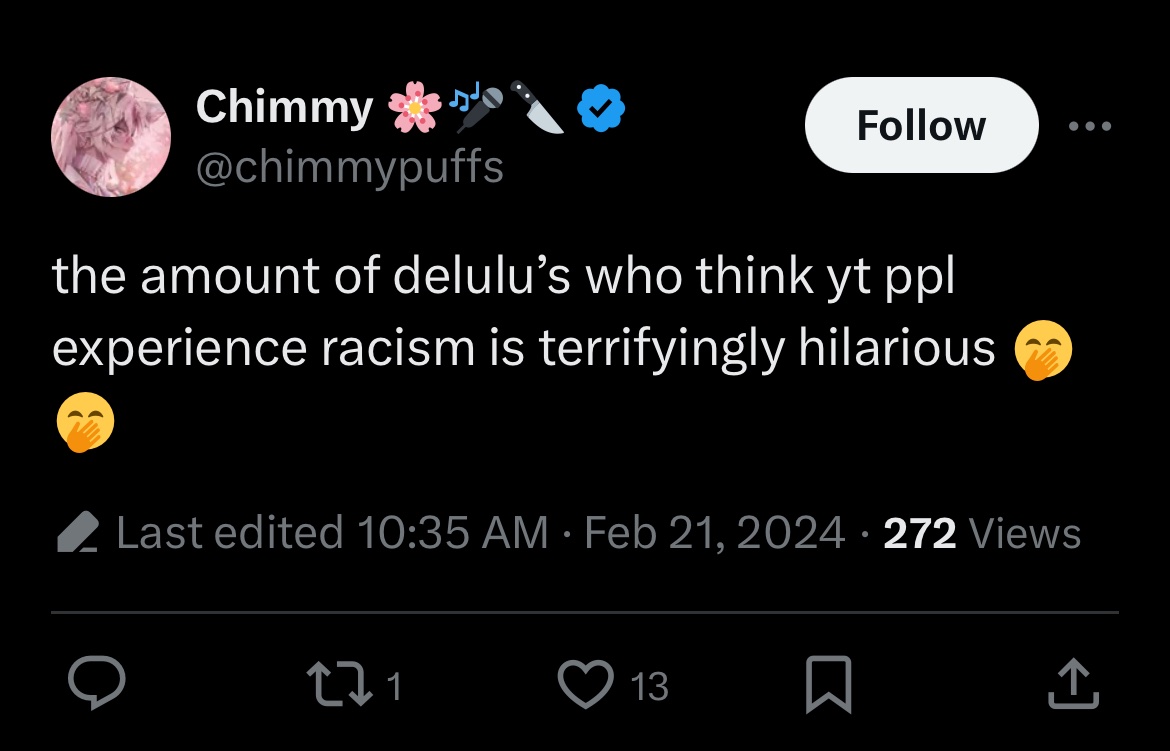 Chimmy 🌸🎤🔪
@chimmypuffs
Follow
the amount of delulu’s who think yt ppl
experience racism is terrifyingly hilarious 🤭
🤭
Last edited 10:35 AM · Feb 21, 2024 · 272 Views
1
13